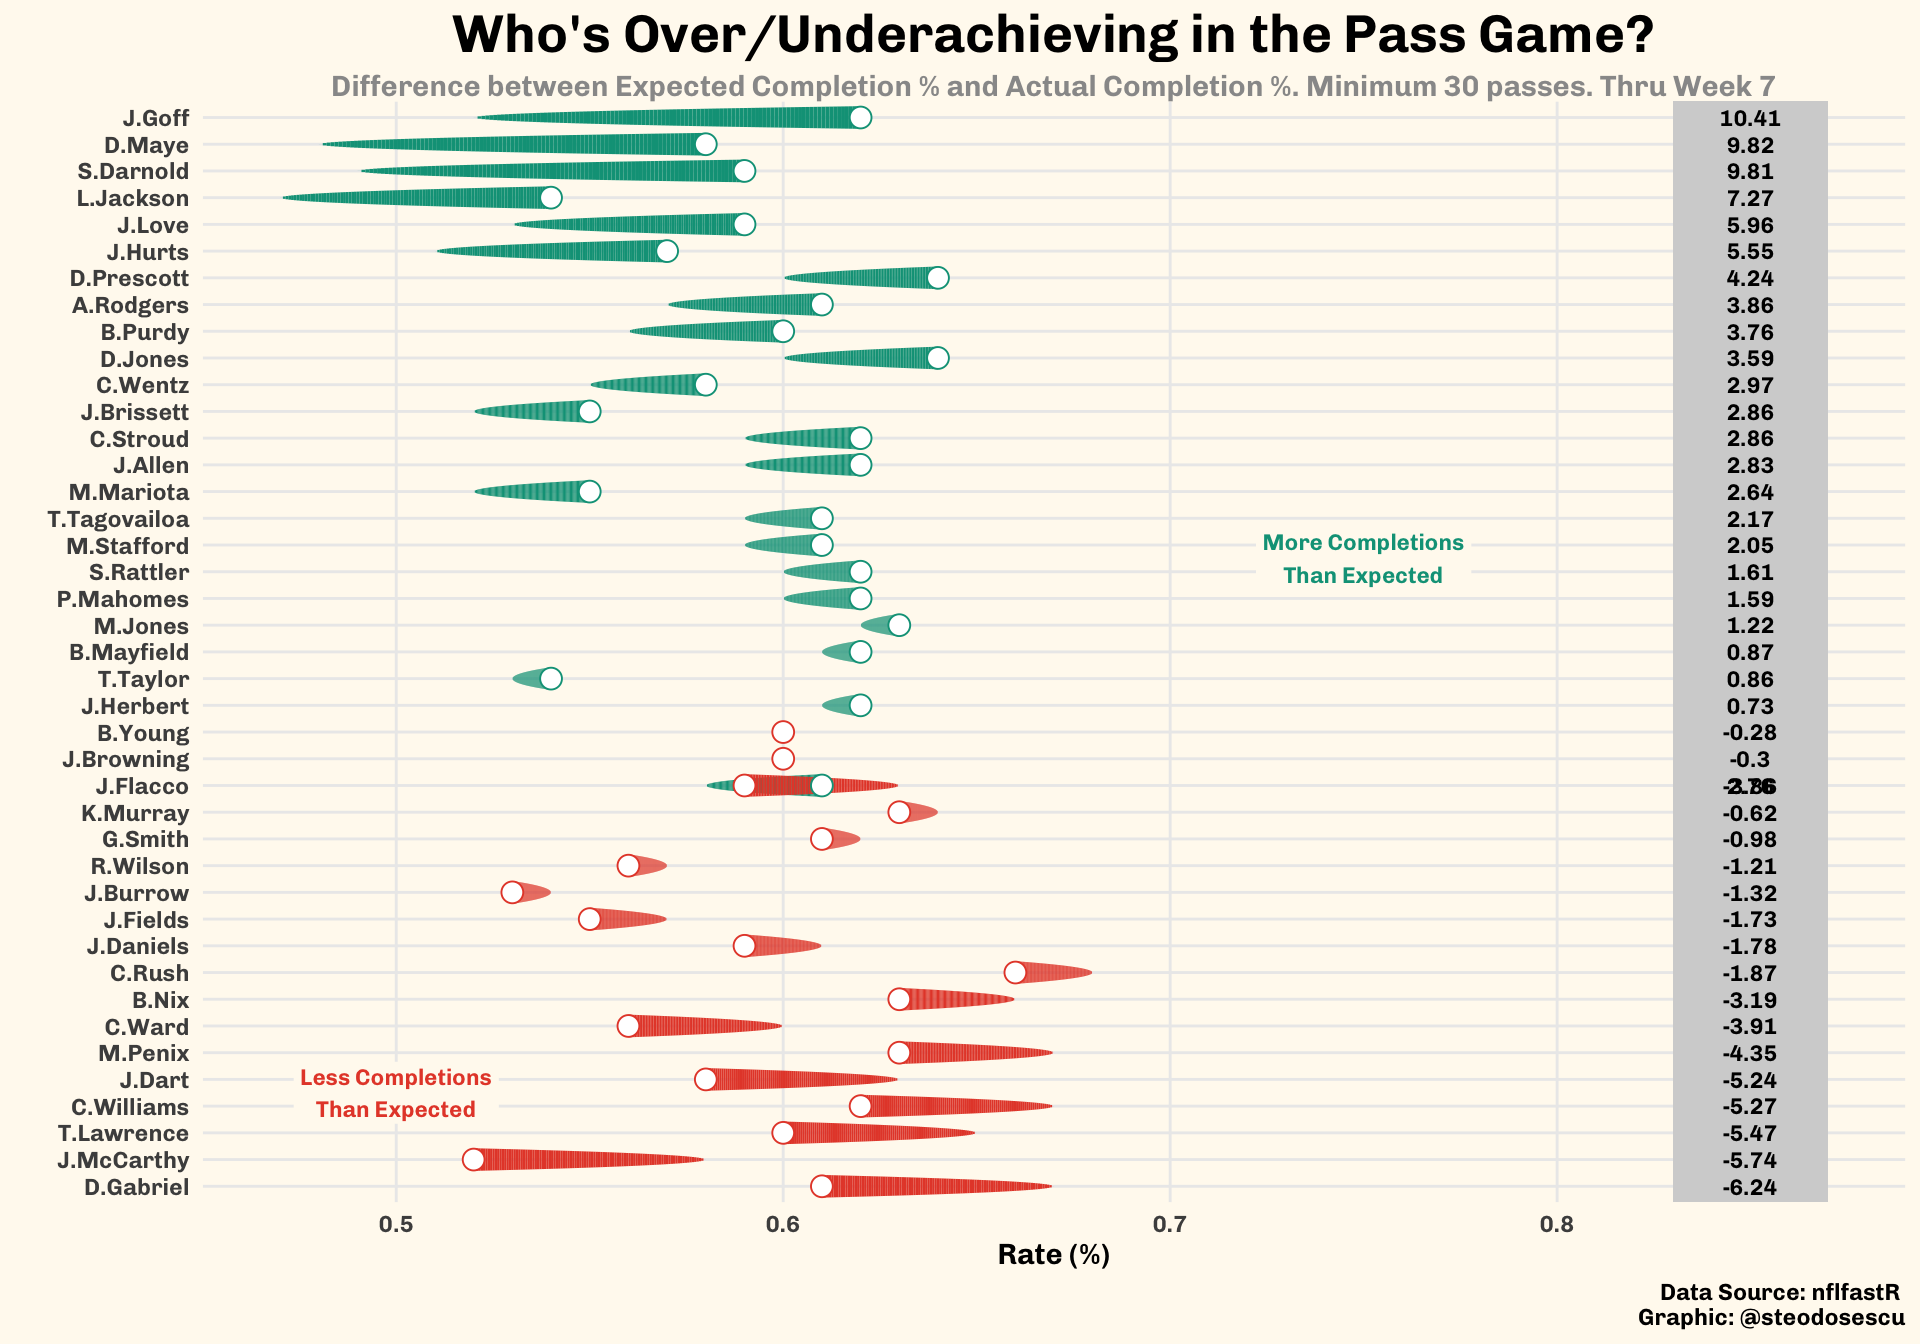 Who's Over/Underachieving in the Pass Game?
Difference between Expected Completion % and Actual Completion %. Minimum 30 passes. Thru Week 7
J.Goff 10.41
D.Maye 9.82
S.Darnold 9.81
L.Jackson 7.27
J.Love 5.96
J.Hurts 5.55
D.Prescott 4.24
A.Rodgers 3.86
B.Purdy 3.76
D.Jones 3.59
C.Wentz 2.97
J.Brissett 2.86
C.Stroud 2.86
J.Allen 2.83
M.Mariota 2.64
T.Tagovailoa 2.17
M.Stafford 2.05
More Completions
Than Expected
S.Rattler 1.61
P.Mahomes 1.59
M.Jones 1.22
B.Mayfield 0.87
T.Taylor 0.86
J.Herbert 0.73
B.Young -0.28
J.Browning -0.3
J.Flacco
K.Murray -0.62
G.Smith -0.98
R.Wilson -1.21
J.Burrow -1.32
J.Fields -1.73
J.Daniels -1.78
C.Rush -1.87
B.Nix -3.19
C.Ward -3.91
M.Penix -4.35
J.Dart -5.24
Less Completions
Than Expected
C.Williams -5.27
T.Lawrence -5.47
J.McCarthy -5.74
D.Gabriel -6.24
0.5 0.6 0.7 0.8
Rate (%)
Data Source: nflfastR
Graphic: @steodosescu